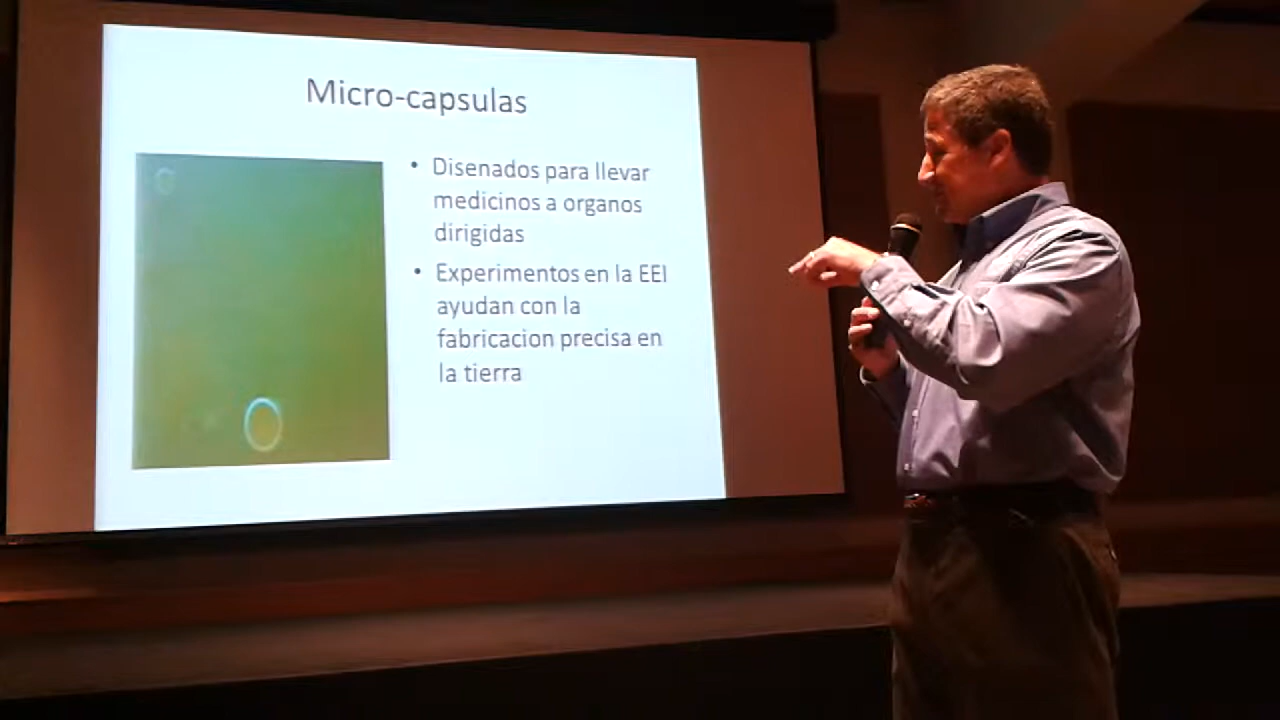 Micro-capsulas
• Disenados para llevar
medicinos a organos
dirigidas
• Experimentos en la EEI
ayudan con la
fabricacion precisa en
la tierra